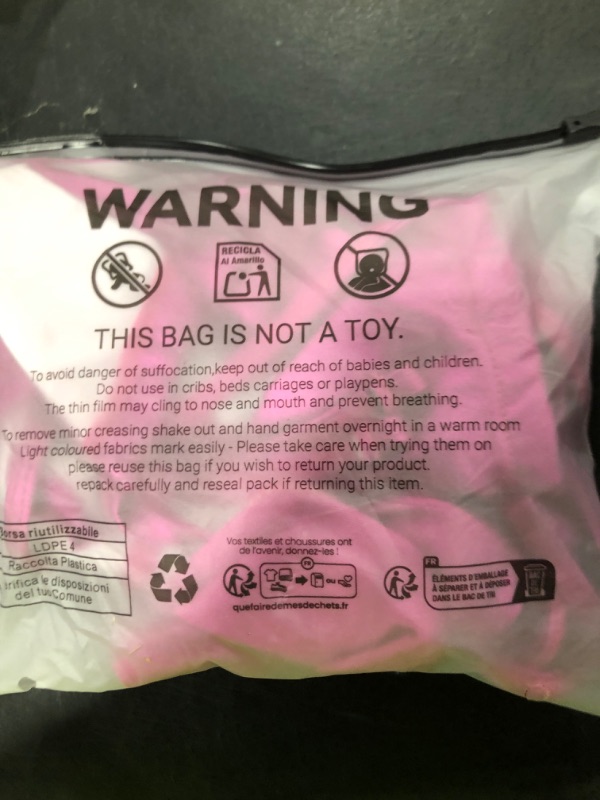 WARNING
RECICLA
Al Amarillo
THIS BAG IS NOT A TOY.
To avoid danger of suffocation,keep out of reach of babies and children.
Do not use in cribs, beds carriages or playpens.
The thin film may cling to nose and mouth and prevent breathing.
To remove minor creasing shake out and hand garment overnight in a warm room
Light coloured fabrics mark easily - Please take care when trying them on
please reuse this bag if you wish to return your product.
repack carefully and reseal pack if returning this item.
Borsa riutilizzabile
LDPE 4
Raccolta Plastica
Verifica le disposizioni
del tuo Comune
Vos textiles et chaussures ont
de l'avenir, donnez-les !
FR
OU
quefairedemesdechets.fr
FR
ÉLÉMENTS D'EMBALLAGE
À SÉPARER ET À DÉPOSER
DANS LE BAC DE TRI